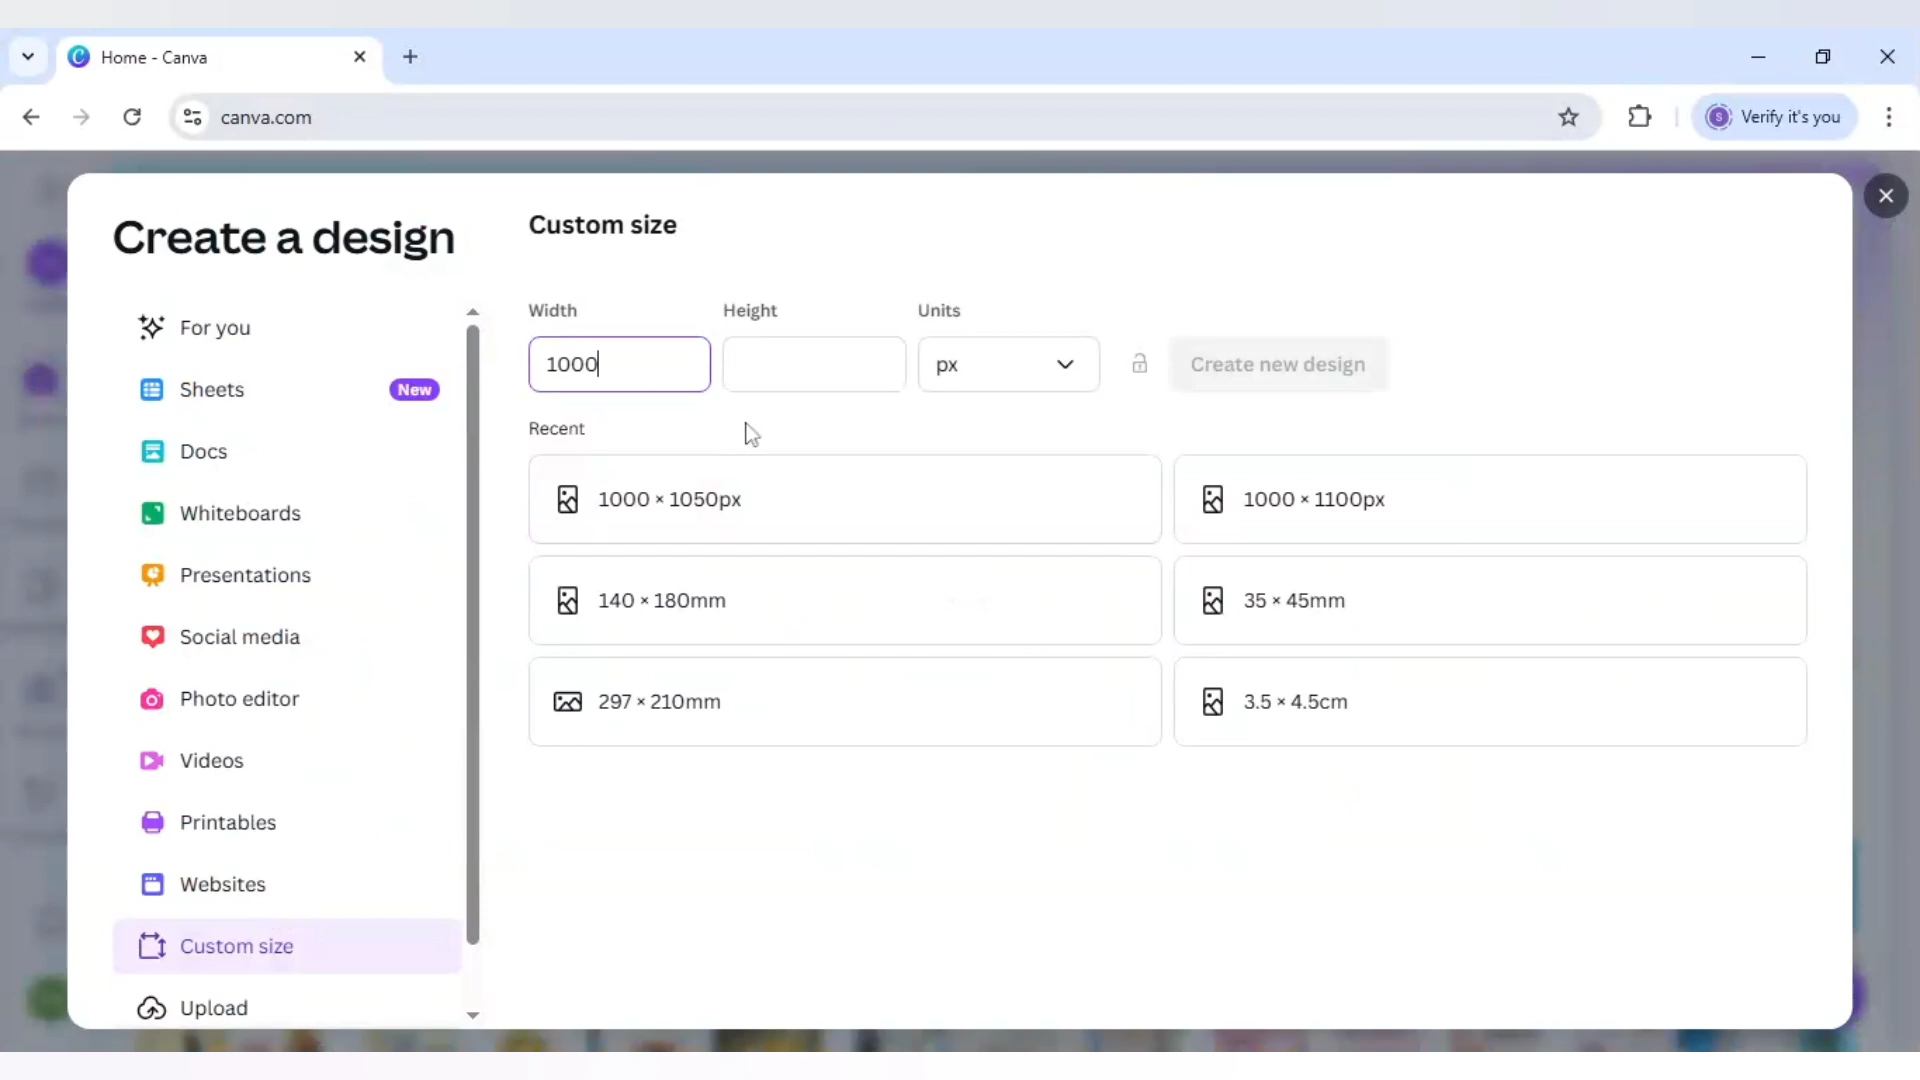 Home - Canva
canva.com
S
Verify it's you
Create a design
For you
Sheets
New
Docs
Whiteboards
Presentations
Social media
Photo editor
Videos
Printables
Websites
Custom size
Upload
Custom size
Width
Height
Units
1000
px
Create new design
Recent
1000 × 1050px
1000 × 1100px
140 × 180mm
35 × 45mm
297 × 210mm
3.5 × 4.5cm